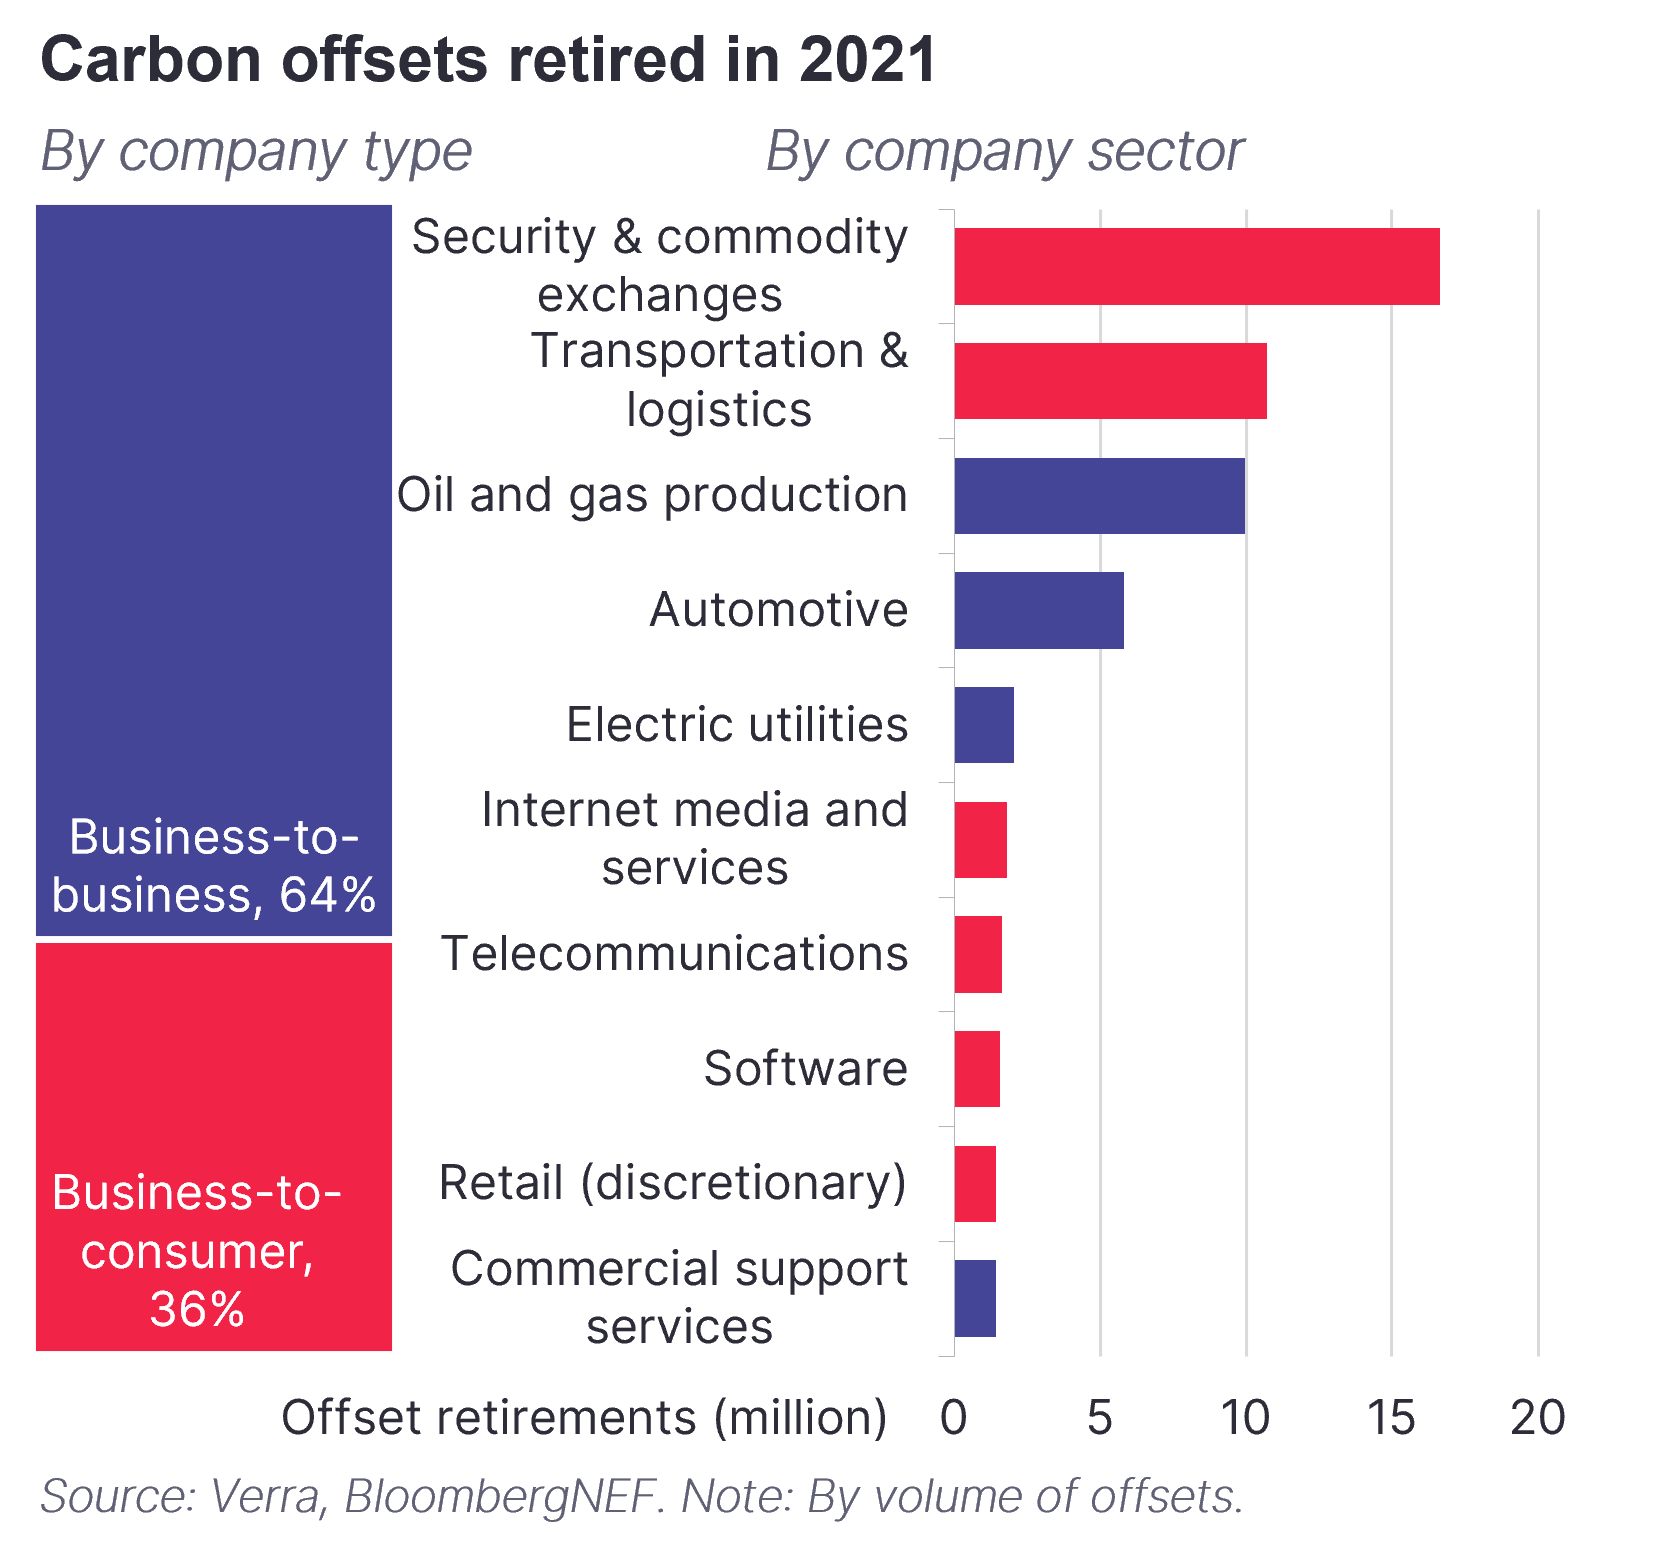 Carbon offsets retired in 2021
By company type
By company sector
Business-to-
business, 64%
Business-to-
consumer,
36%
Security & commodity
exchanges
Transportation &
logistics
Oil and gas production
Automotive
Electric utilities
Internet media and
services
Telecommunications
Software
Retail (discretionary)
Commercial support
services
Offset retirements (million)
0 5 10 15 20
Source: Verra, BloombergNEF. Note: By volume of offsets.